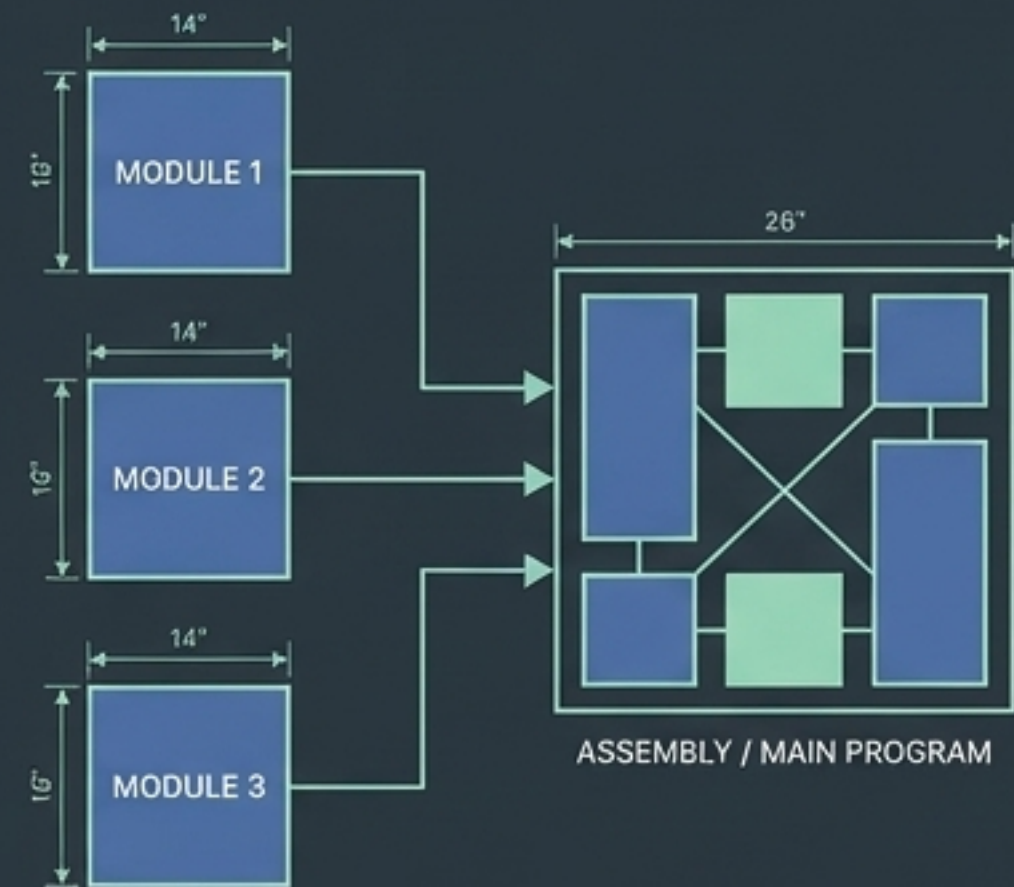 14"
MODULE 1
26"
14"
MODULE 2
14"
MODULE 3
ASSEMBLY / MAIN PROGRAM